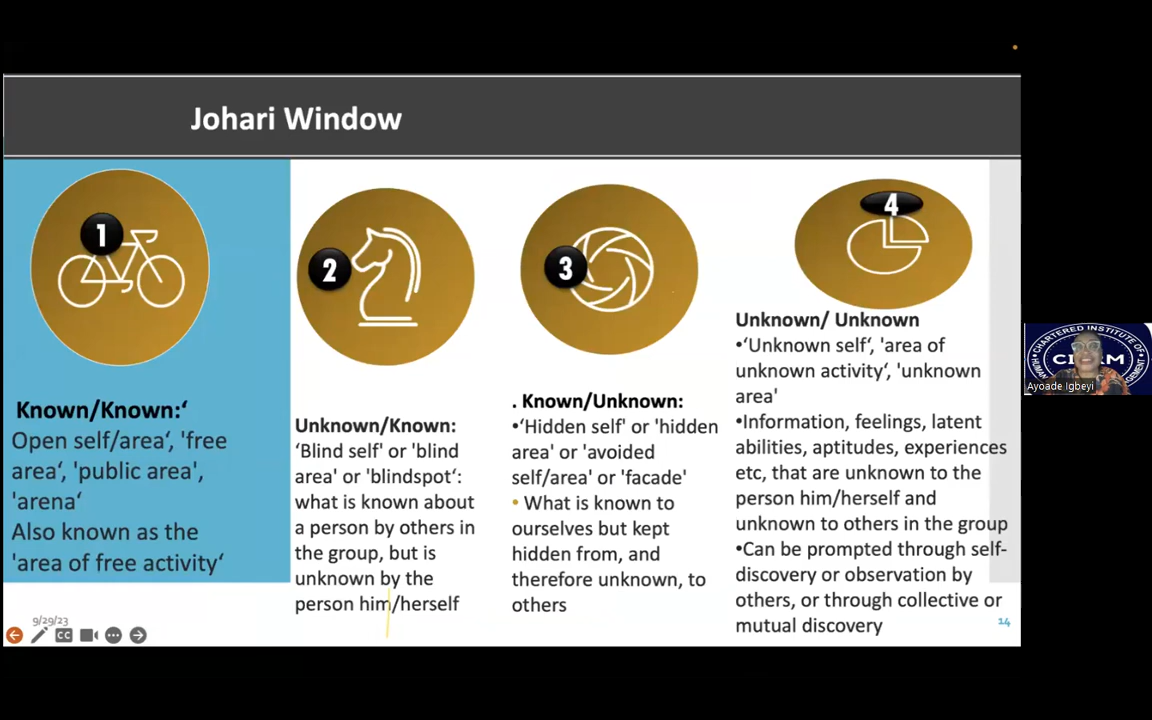 Johari Window
1
Known/Known:‘
Open self/area‘, 'free
area‘, 'public area',
'arena‘
Also known as the
'area of free activity‘
2
Unknown/Known:
‘Blind self' or 'blind
area' or 'blindspot‘:
what is known about
a person by others in
the group, but is
unknown by the
person him/herself
3
. Known/Unknown:
•‘Hidden self' or 'hidden
area' or 'avoided
self/area' or 'facade'
• What is known to
ourselves but kept
hidden from, and
therefore unknown, to
others
4
Unknown/ Unknown
•‘Unknown self‘, 'area of
unknown activity‘, 'unknown
area'
•Information, feelings, latent
abilities, aptitudes, experiences
etc, that are unknown to the
person him/herself and
unknown to others in the group
•Can be prompted through self-
discovery or observation by
others, or through collective or
mutual discovery
9/29/23
CC
14
CHARTERED INSTITUTE OF
Ayoade Igbeyi